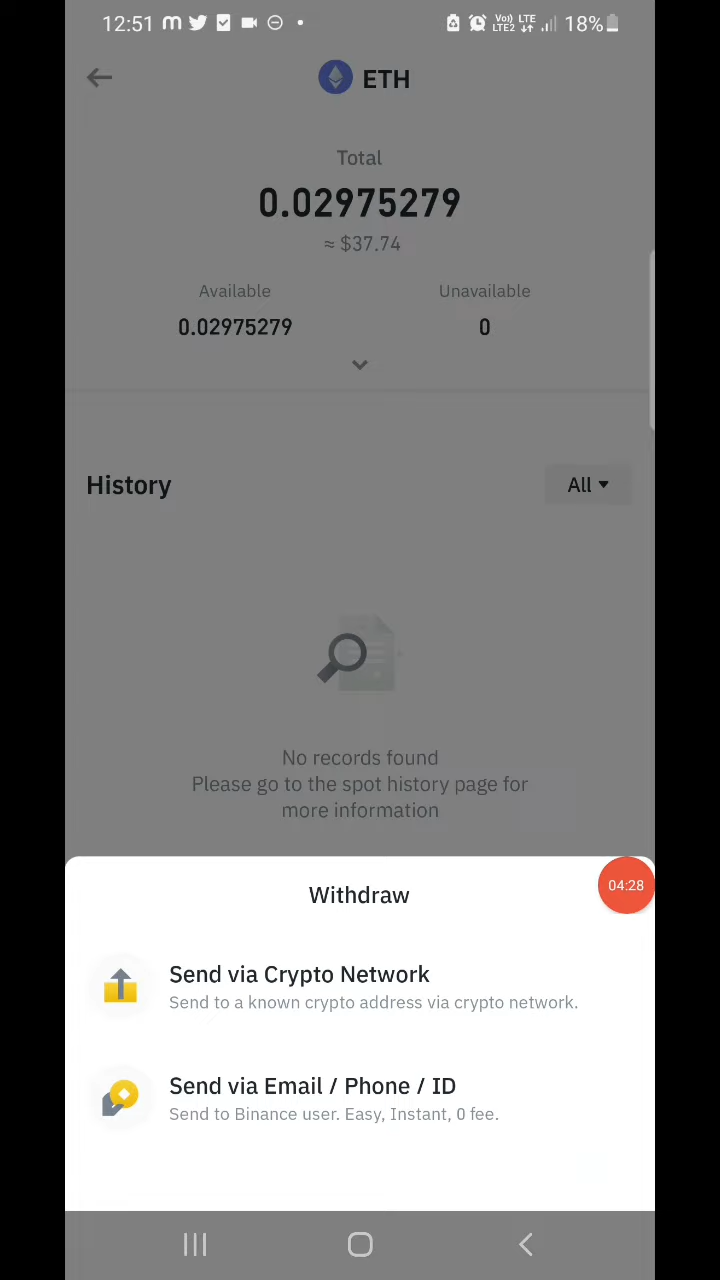 12:51
Vo)) LTE
LTE2
18%
ETH
Total
0.02975279
≈ $37.74
Available
Unavailable
0.02975279
0
History
All
No records found
Please go to the spot history page for
more information
Withdraw
04:28
Send via Crypto Network
Send to a known crypto address via crypto network.
Send via Email / Phone / ID
Send to Binance user. Easy, Instant, 0 fee.